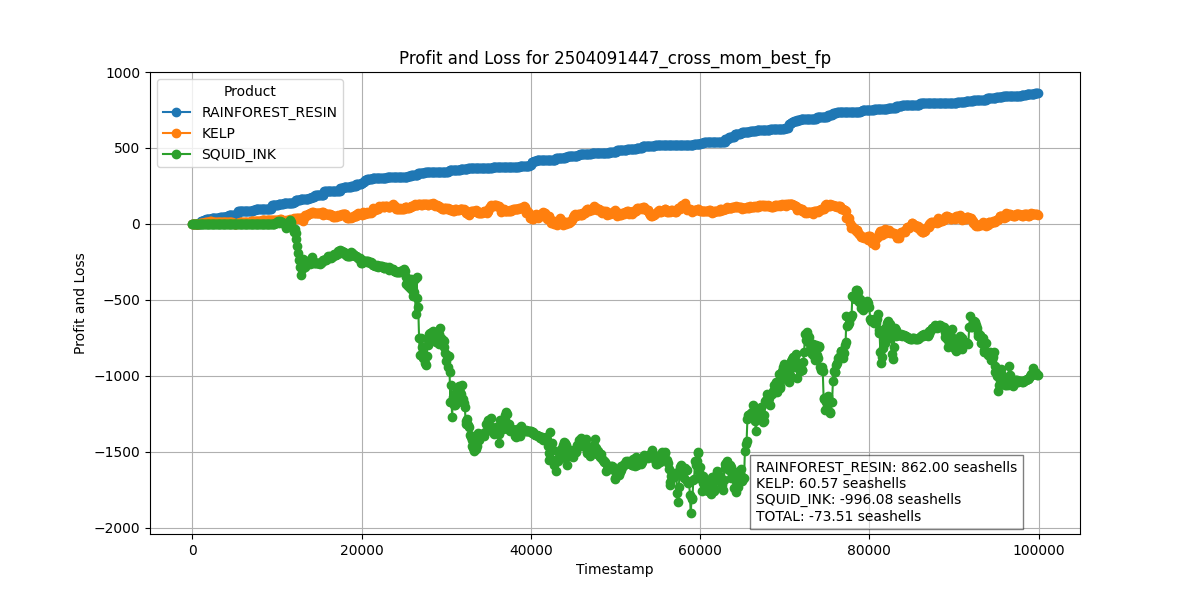 Profit and Loss for 2504091447_cross_mom_best_fp
Product
RAINFOREST_RESIN
KELP
SQUID_INK
Profit and Loss
1000
500
0
−500
−1000
−1500
−2000
RAINFOREST_RESIN: 862.00 seashells
KELP: 60.57 seashells
SQUID_INK: -996.08 seashells
TOTAL: -73.51 seashells
0 20000 40000 60000 80000 100000
Timestamp